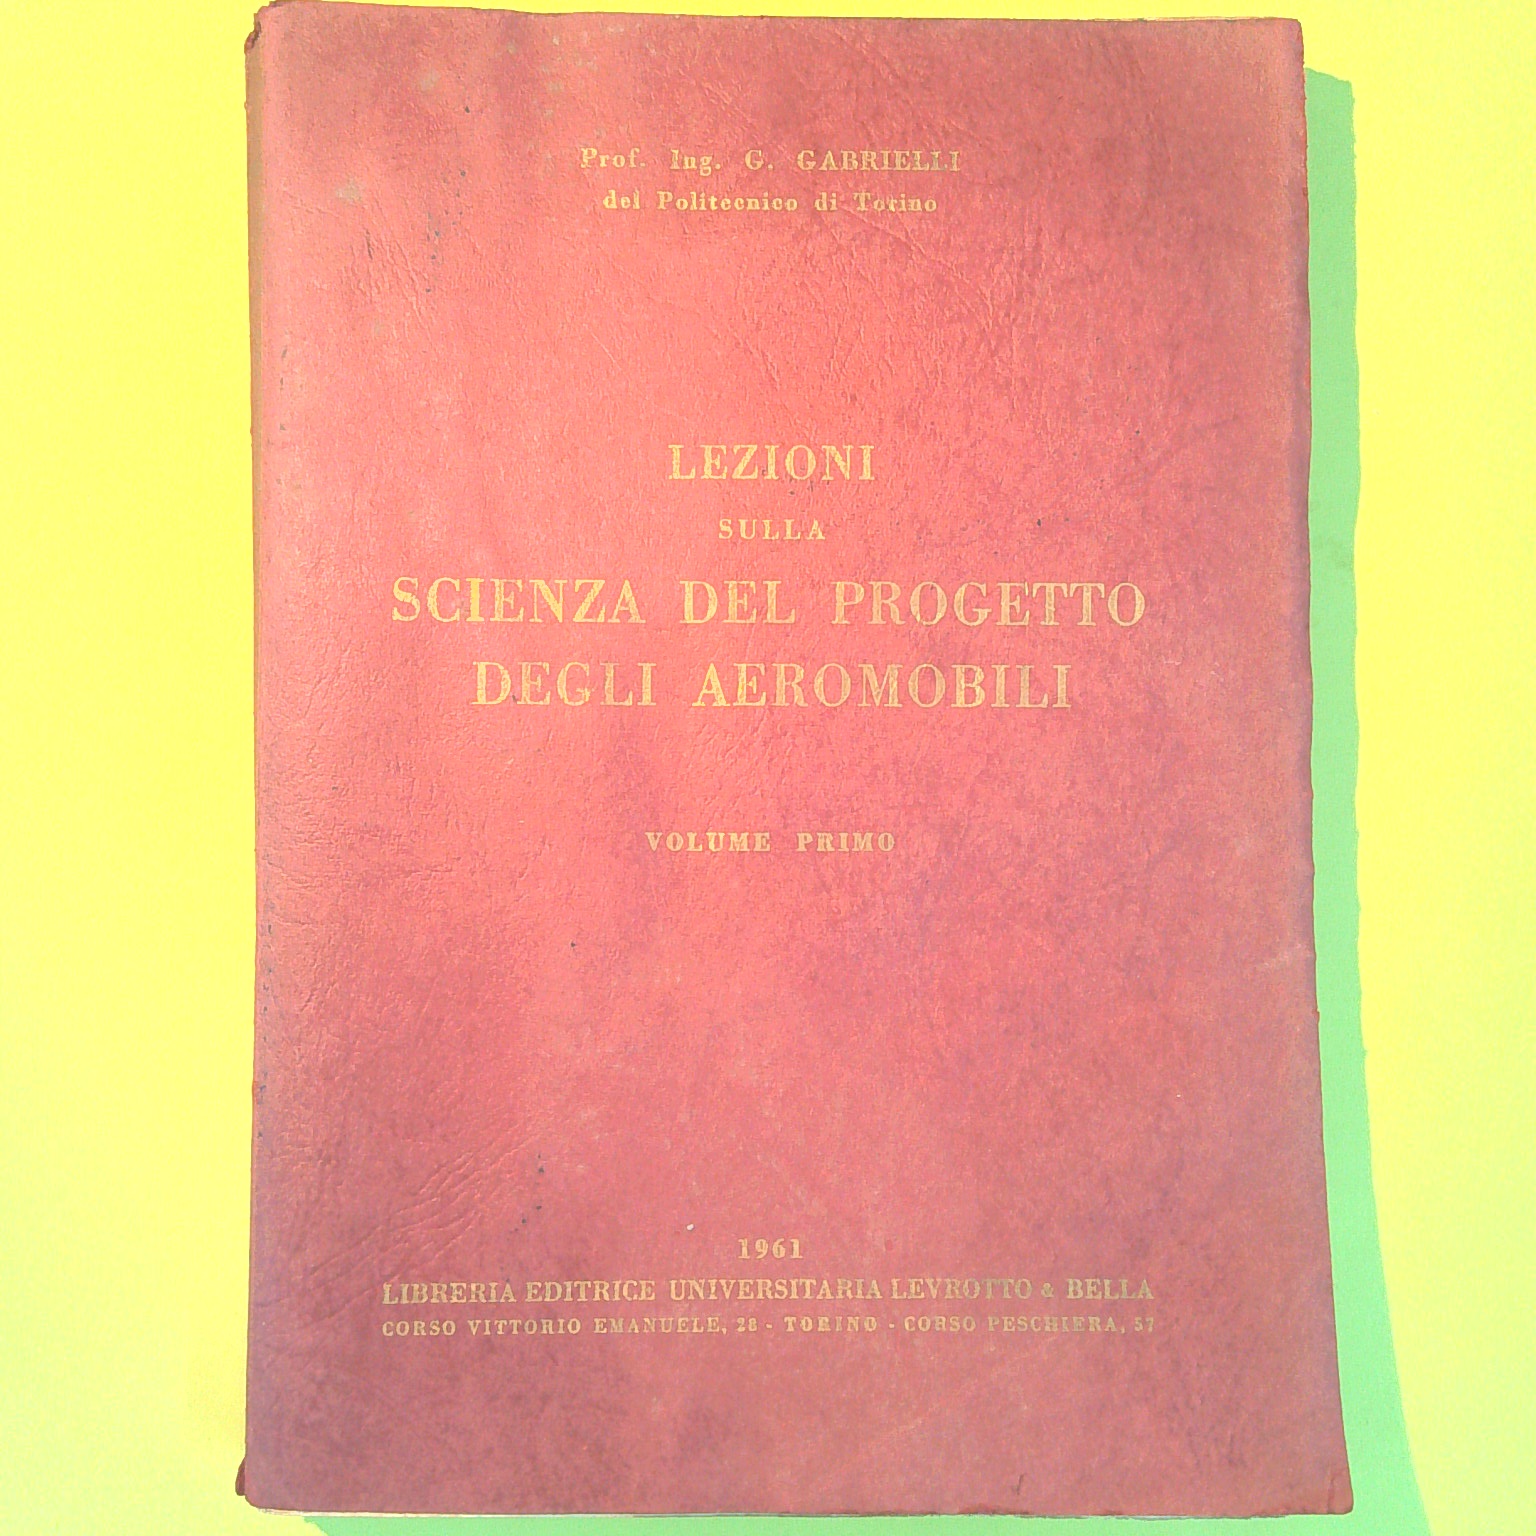 Prof. Ing. G. GABRIELLI
del Politecnico di Torino
LEZIONI
SULLA
SCIENZA DEL PROGETTO
DEGLI AEROMOBILI
VOLUME PRIMO
1961
LIBRERIA EDITRICE UNIVERSITARIA LEVROTTO & BELLA
CORSO VITTORIO EMANUELE, 28 - TORINO - CORSO PESCHIERA, 57